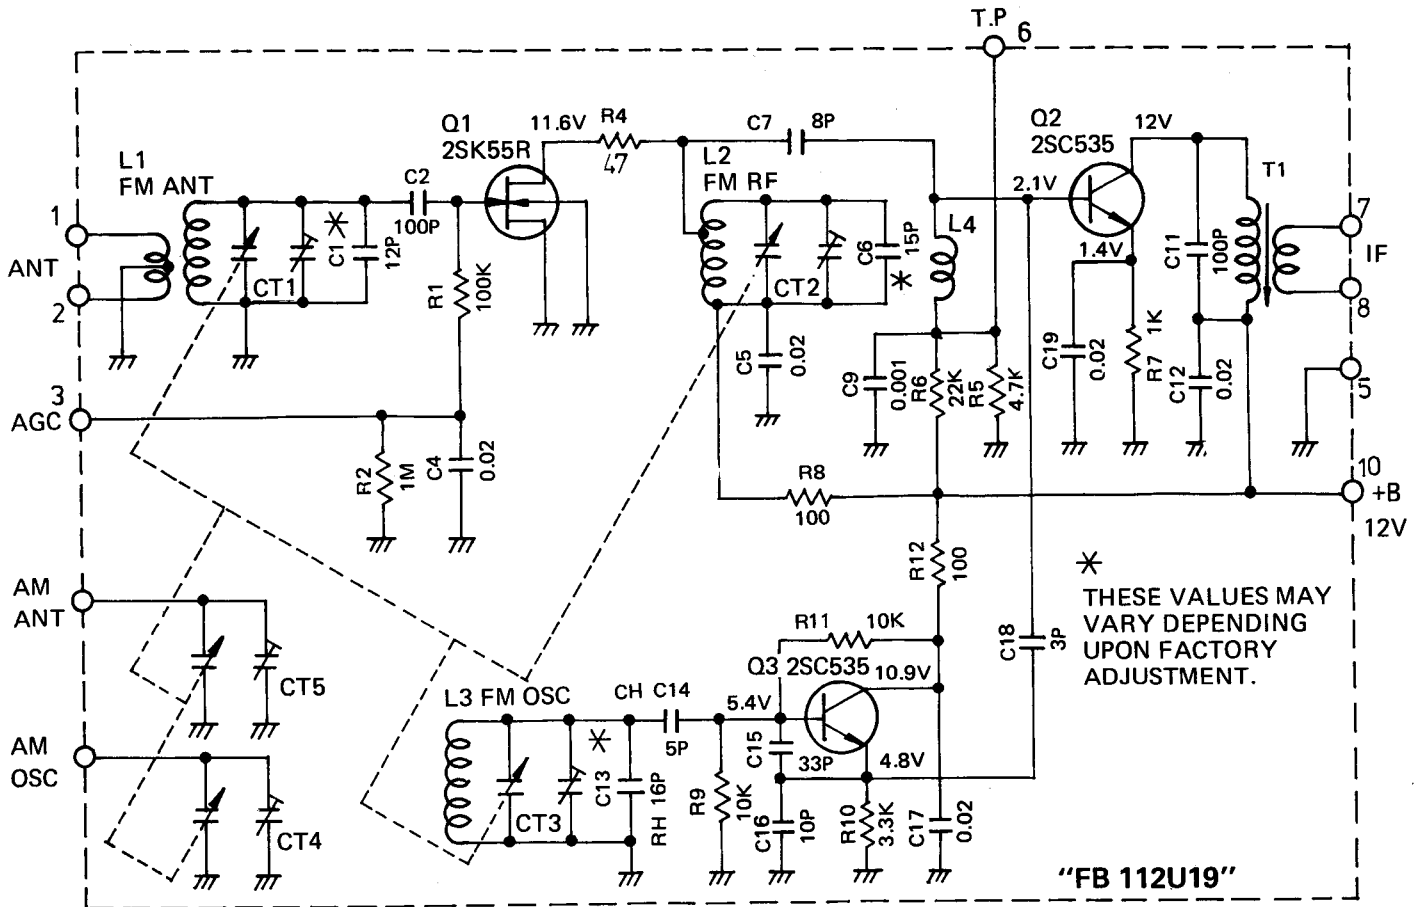 T.P
6
Q1
2SK55R
11.6V
R4
47
C7
8P
Q2
2SC535
12V
T1
L1
FM ANT
C2
100P
L2
FM RF
2.1V
L4
1.4V
C11
100P
7
IF
8
1
ANT
2
CT1
*
C1
12P
R1
100K
CT2
C6
15P
*
C5
0.02
C9
0.001
R6
22K
R5
4.7K
C19
0.02
R7
1K
C12
0.02
5
3
AGC
R2
1M
C4
0.02
R8
100
10
+B
12V
R12
100
*
THESE VALUES MAY
VARY DEPENDING
UPON FACTORY
ADJUSTMENT.
AM
ANT
CT5
R11
10K
C18
3P
Q3 2SC535
10.9V
L3 FM OSC
CH C14
5P
5.4V
*
C13
RH 16P
CT3
C15
33P
4.8V
R9
10K
C16
10P
R10
3.3K
C17
0.02
AM
OSC
CT4
"FB 112U19"